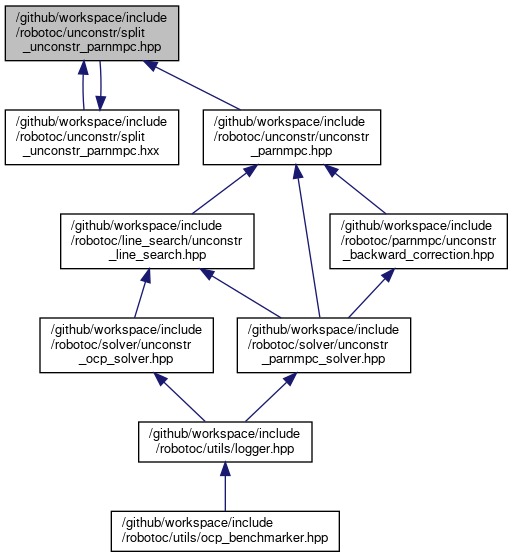 /github/workspace/include
/robotoc/unconstr/split
_unconstr_parnmpc.hpp
/github/workspace/include
/robotoc/unconstr/split
_unconstr_parnmpc.hxx
/github/workspace/include
/robotoc/unconstr/unconstr
_parnmpc.hpp
/github/workspace/include
/robotoc/line_search/unconstr
_line_search.hpp
/github/workspace/include
/robotoc/parnmpc/unconstr
_backward_correction.hpp
/github/workspace/include
/robotoc/solver/unconstr
_ocp_solver.hpp
/github/workspace/include
/robotoc/solver/unconstr
_parnmpc_solver.hpp
/github/workspace/include
/robotoc/utils/logger.hpp
/github/workspace/include
/robotoc/utils/ocp_benchmarker.hpp